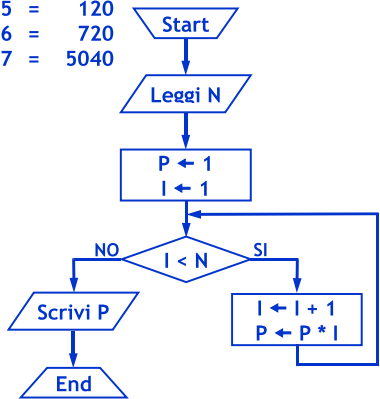 5 = 120
6 = 720
7 = 5040
Start
Leggi N
P ← 1
I ← 1
NO
SI
I < N
Scrivi P
I ← I + 1
P ← P * I
End